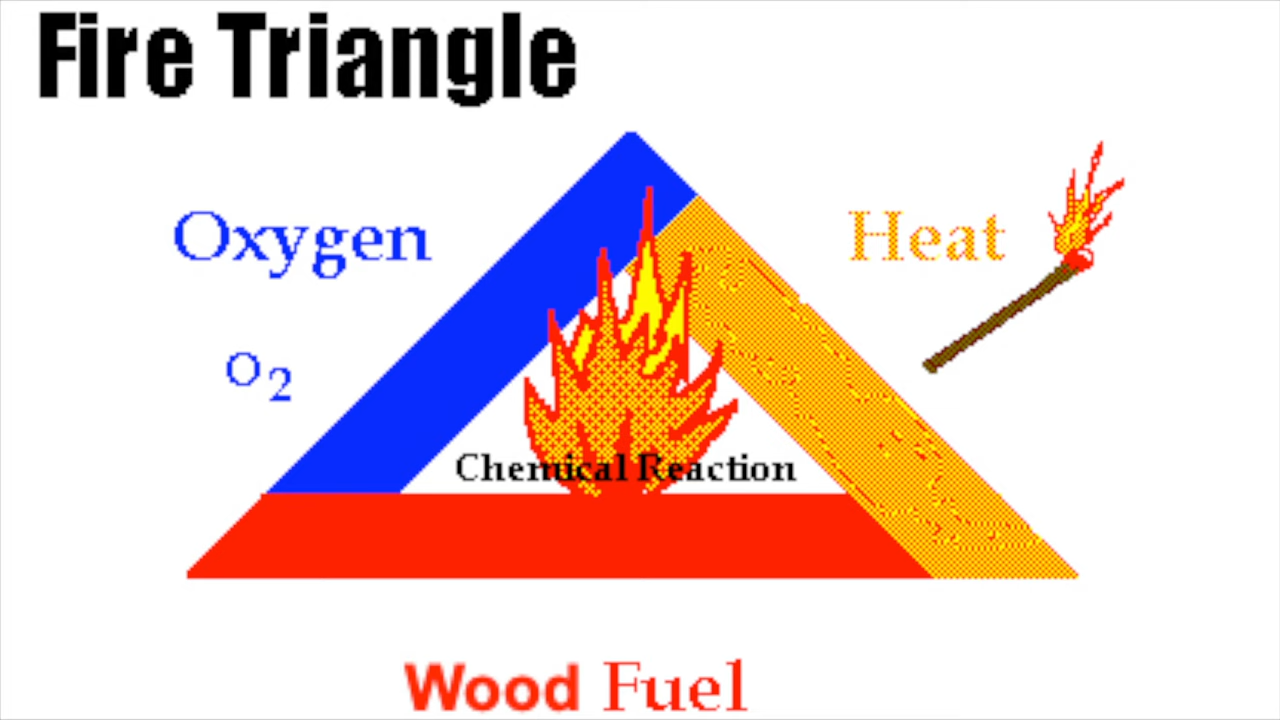 Fire Triangle
Oxygen
Heat
O2
Chemical Reaction
Wood Fuel